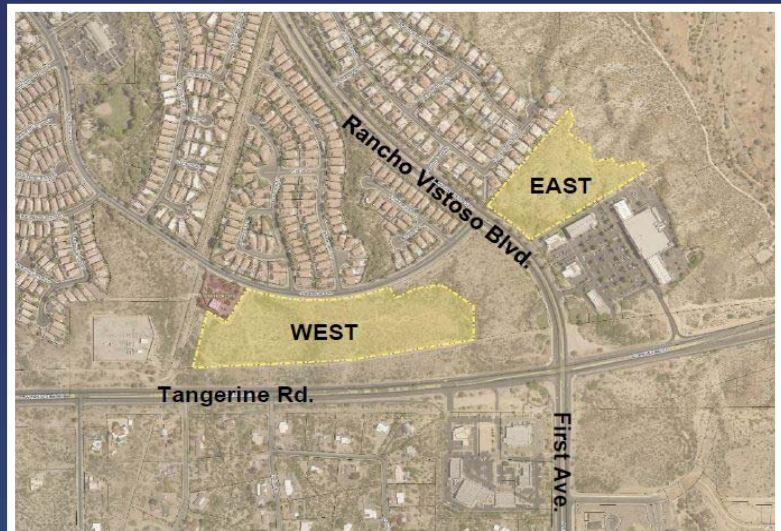 Rancho Vistoso Blvd.
EAST
WEST
Tangerine Rd.
First Ave.